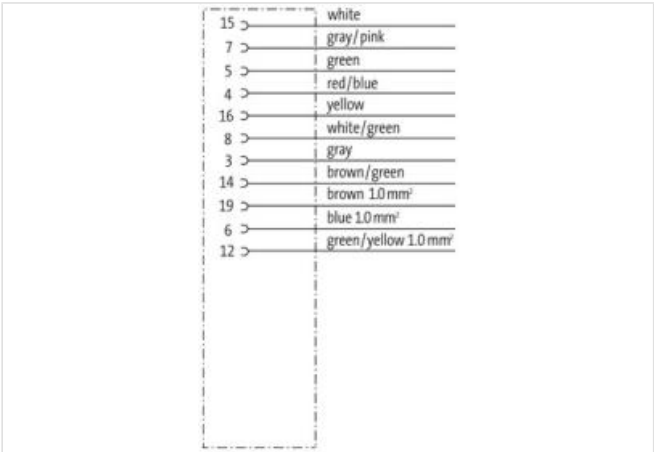 15 white
7 gray/pink
5 green
4 red/blue
16 yellow
8 white/green
3 gray
14 brown/green
19 brown 1.0 mm²
6 blue 1.0 mm²
12 green/yellow 1.0 mm²